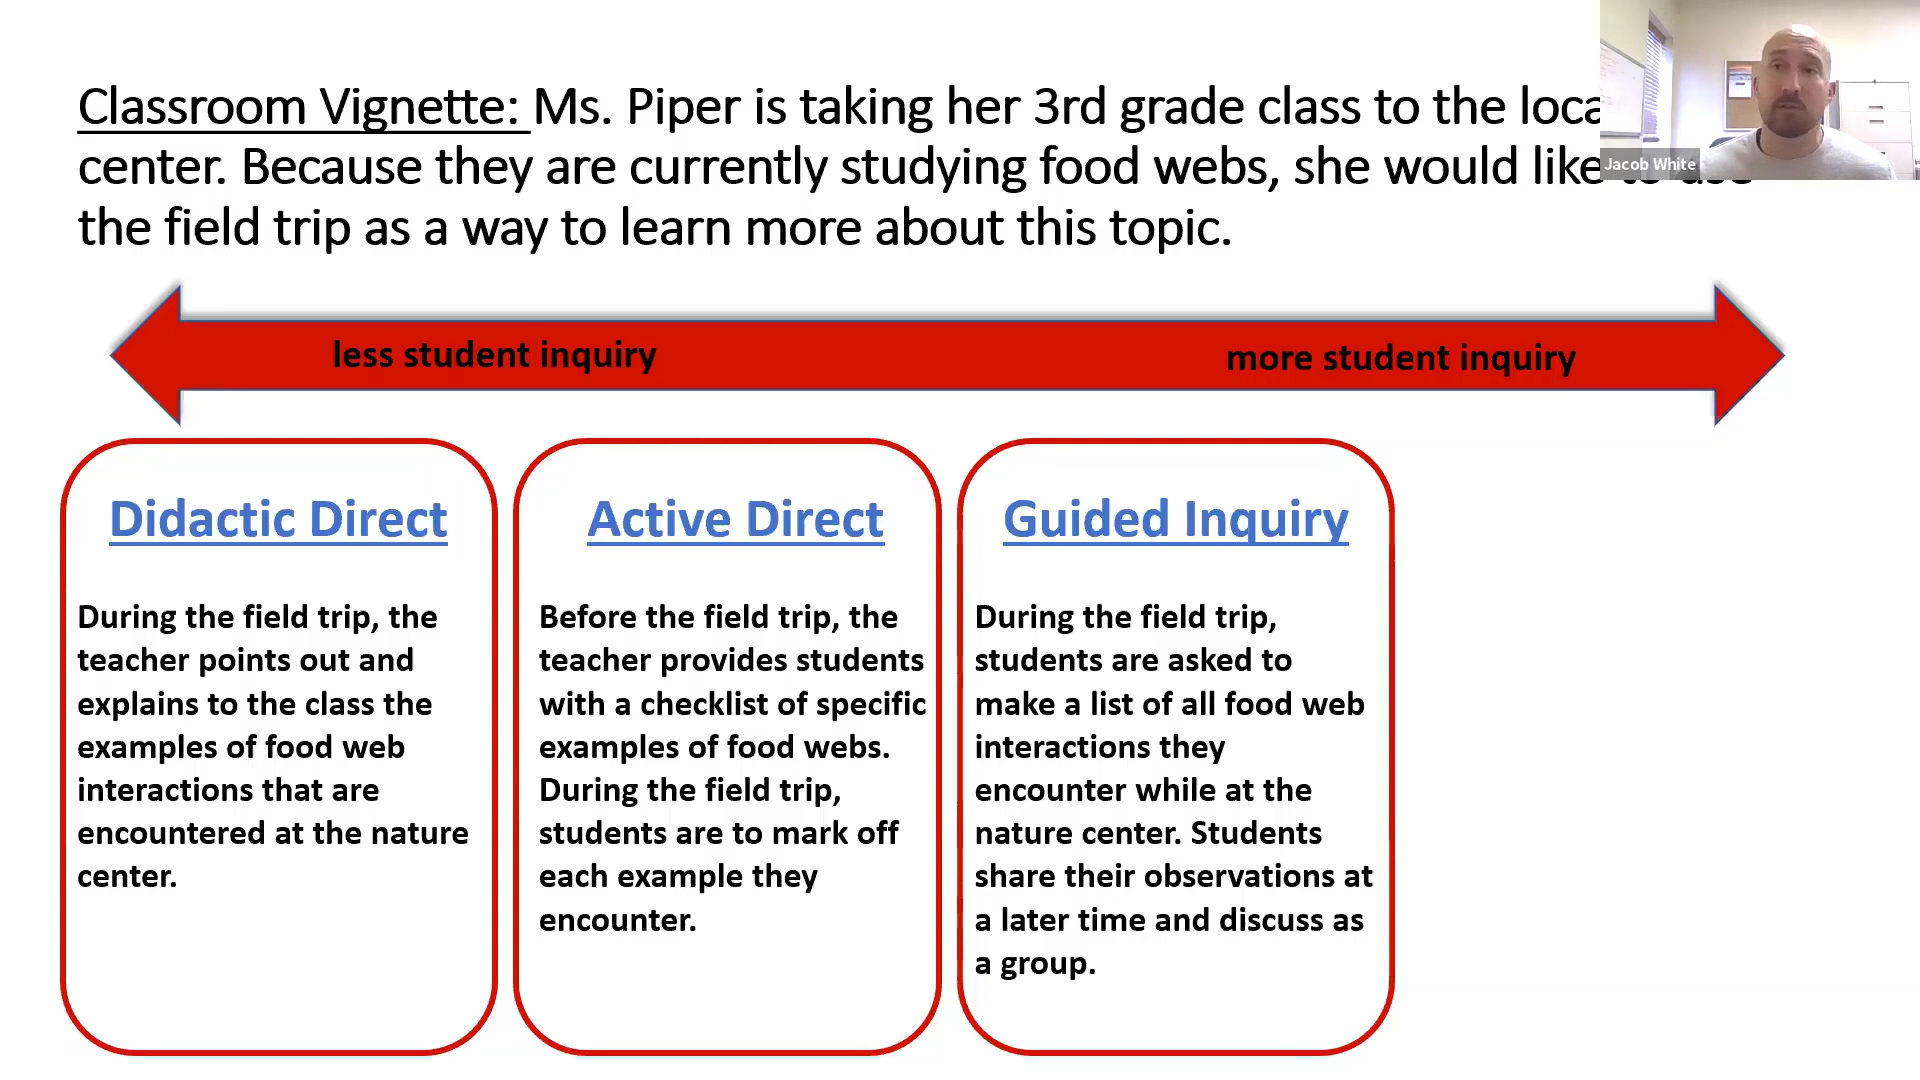 Classroom Vignette: Ms. Piper is taking her 3rd grade class to the loca
center. Because they are currently studying food webs, she would like to use
the field trip as a way to learn more about this topic.
Jacob White
less student inquiry
more student inquiry
Didactic Direct
During the field trip, the
teacher points out and
explains to the class the
examples of food web
interactions that are
encountered at the nature
center.
Active Direct
Before the field trip, the
teacher provides students
with a checklist of specific
examples of food webs.
During the field trip,
students are to mark off
each example they
encounter.
Guided Inquiry
During the field trip,
students are asked to
make a list of all food web
interactions they
encounter while at the
nature center. Students
share their observations at
a later time and discuss as
a group.